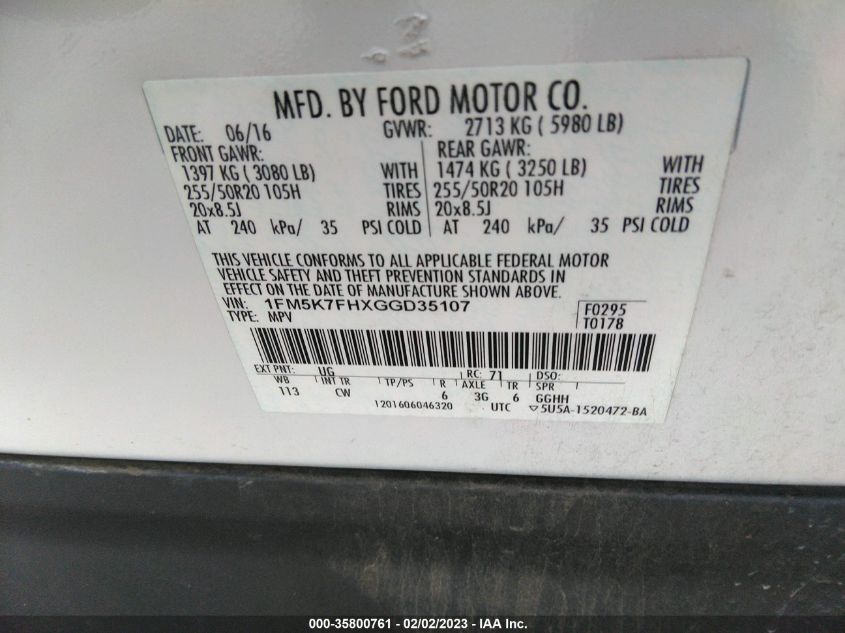 MFD. BY FORD MOTOR CO.
DATE: 06/16 GVWR: 2713 KG ( 5980 LB)
FRONT GAWR: REAR GAWR:
1397 KG ( 3080 LB) WITH 1474 KG ( 3250 LB) WITH
255/50R20 105H TIRES 255/50R20 105H TIRES
20x8.5J RIMS 20x8.5J RIMS
AT 240 kPa/ 35 PSI COLD AT 240 kPa/ 35 PSI COLD
THIS VEHICLE CONFORMS TO ALL APPLICABLE FEDERAL MOTOR
VEHICLE SAFETY AND THEFT PREVENTION STANDARDS IN
EFFECT ON THE DATE OF MANUFACTURE SHOWN ABOVE.
VIN: 1FM5K7FHXGGD35107 F0295
TYPE: MPV T0178
EXT PNT: UG RC: 71 DSO:
WB INT TR TP/PS R AXLE TR SPR
113 CW 6 3G 6 GGHH
1201606046320 UTC ▽5U5A-1520472-BA
000-35800761 - 02/02/2023 - IAA Inc.